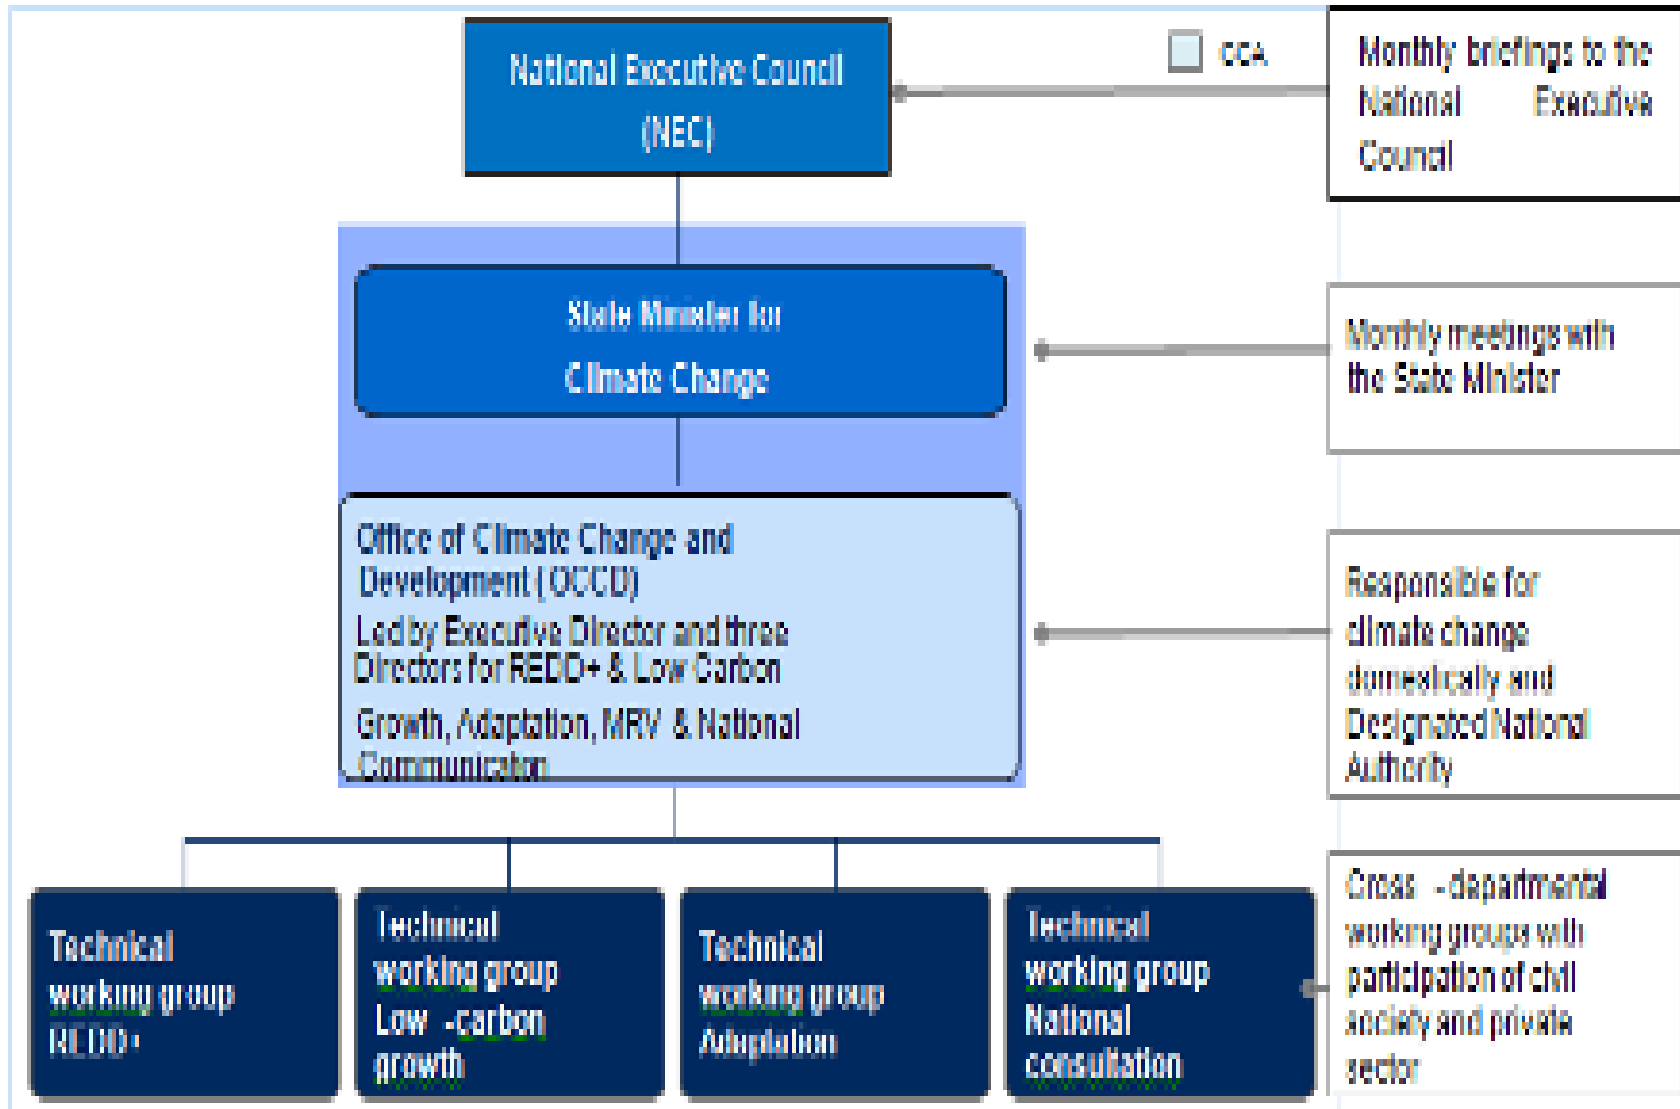 National Executive Council
(NEC)
CCA
Monthly briefings to the
National Executive
Council
State Minister for
Climate Change
Monthly meetings with
the State Minister
Office of Climate Change and
Development (OCCD)
Led by Executive Director and three
Directors for REDD+ & Low Carbon
Growth, Adaptation, MRV & National
Communicaton
Responsible for
climate change
domestically and
Designated National
Authority
Technical
working group
REDD+
Technical
working group
Low -carbon
growth
Technical
working group
Adaptation
Technical
working group
National
consultation
Cross -departmental
working groups with
participation of civil
society and private
sector